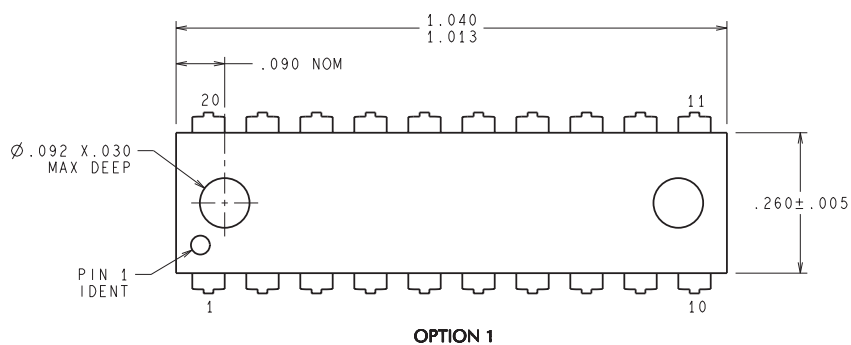 1.040
1.013
.090 NOM
20
11
Ø.092 X.030
MAX DEEP
.260±.005
PIN 1
IDENT
1
10
OPTION 1